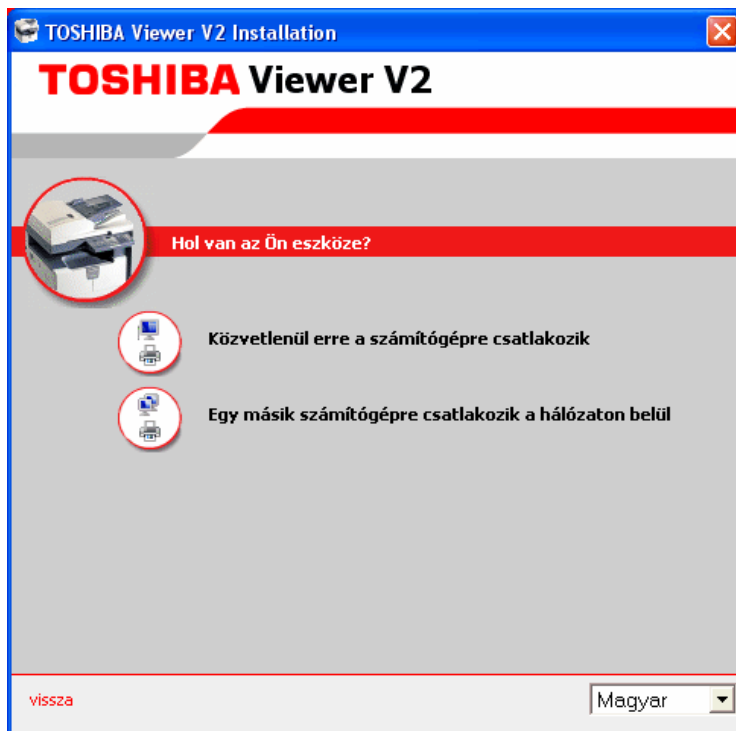 TOSHIBA Viewer V2 Installation
TOSHIBA Viewer V2
Hol van az Ön eszköze?
Közvetlenül erre a számítógépre csatlakozik
Egy másik számítógépre csatlakozik a hálózaton belül
vissza
Magyar